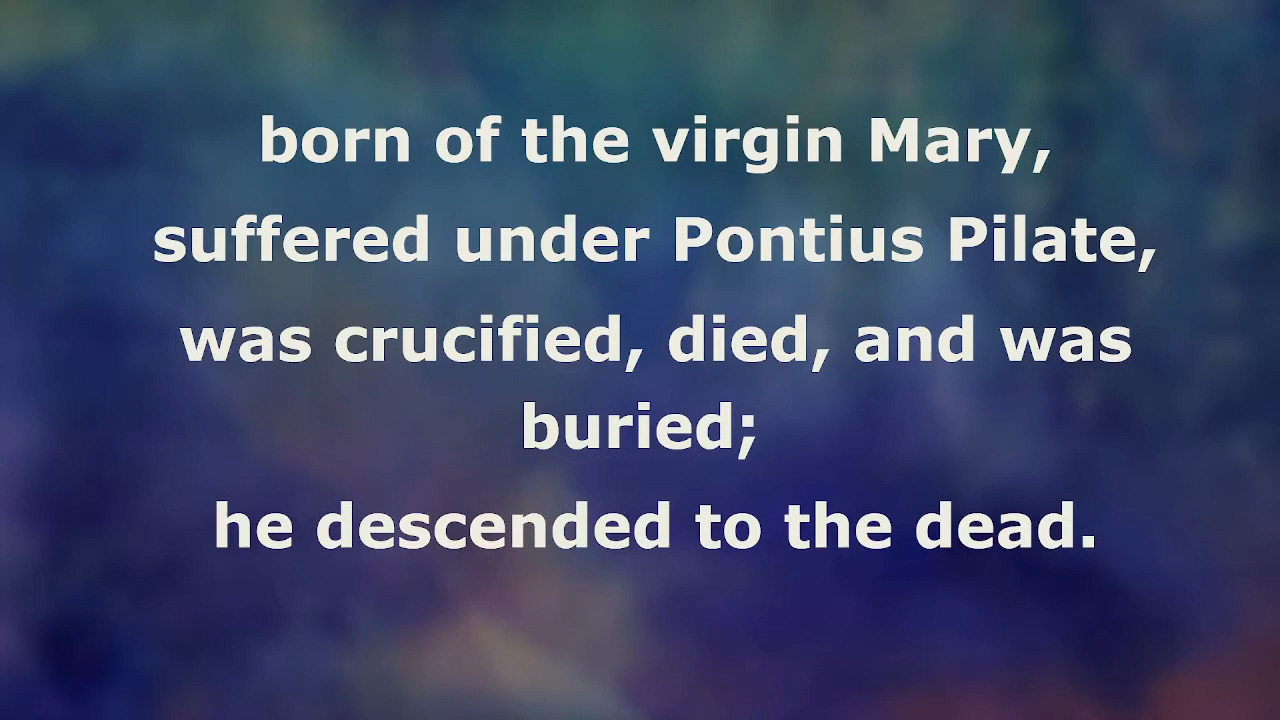 born of the virgin Mary,
suffered under Pontius Pilate,
was crucified, died, and was
buried;
he descended to the dead.